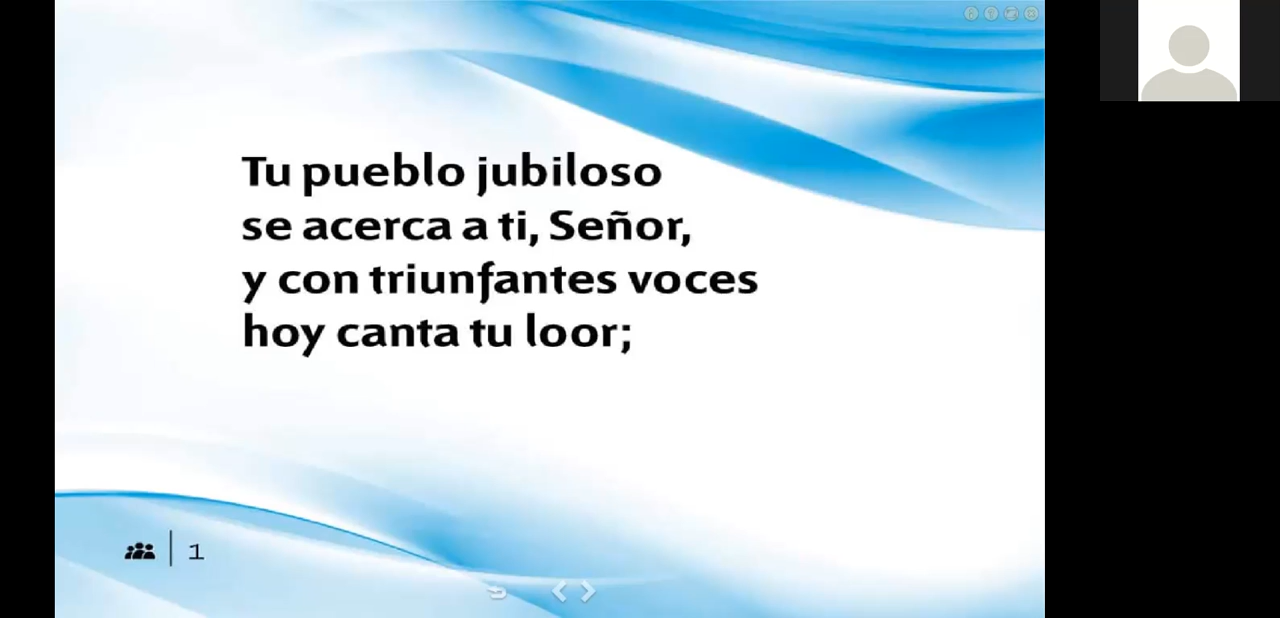 Tu pueblo jubiloso
se acerca a ti, Señor,
y con triunfantes voces
hoy canta tu loor;
1